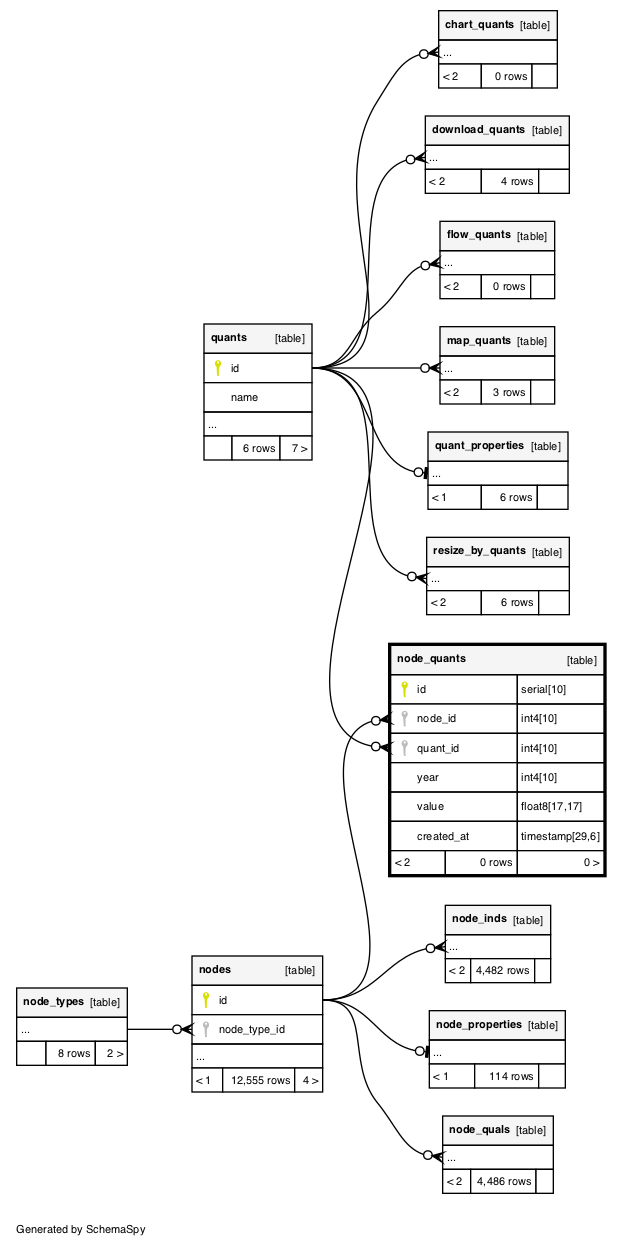 chart_quants [table]
...
< 2 0 rows
download_quants [table]
...
< 2 4 rows
flow_quants [table]
...
< 2 0 rows
quants [table]
id
name
...
6 rows 7 >
map_quants [table]
...
< 2 3 rows
quant_properties [table]
...
< 1 6 rows
resize_by_quants [table]
...
< 2 6 rows
node_quants [table]
id serial[10]
node_id int4[10]
quant_id int4[10]
year int4[10]
value float8[17,17]
created_at timestamp[29,6]
< 2 0 rows 0 >
node_inds [table]
...
< 2 4,482 rows
nodes [table]
id
node_type_id
...
< 1 12,555 rows 4 >
node_types [table]
...
8 rows 2 >
node_properties [table]
...
< 1 114 rows
node_quals [table]
...
< 2 4,486 rows
Generated by SchemaSpy